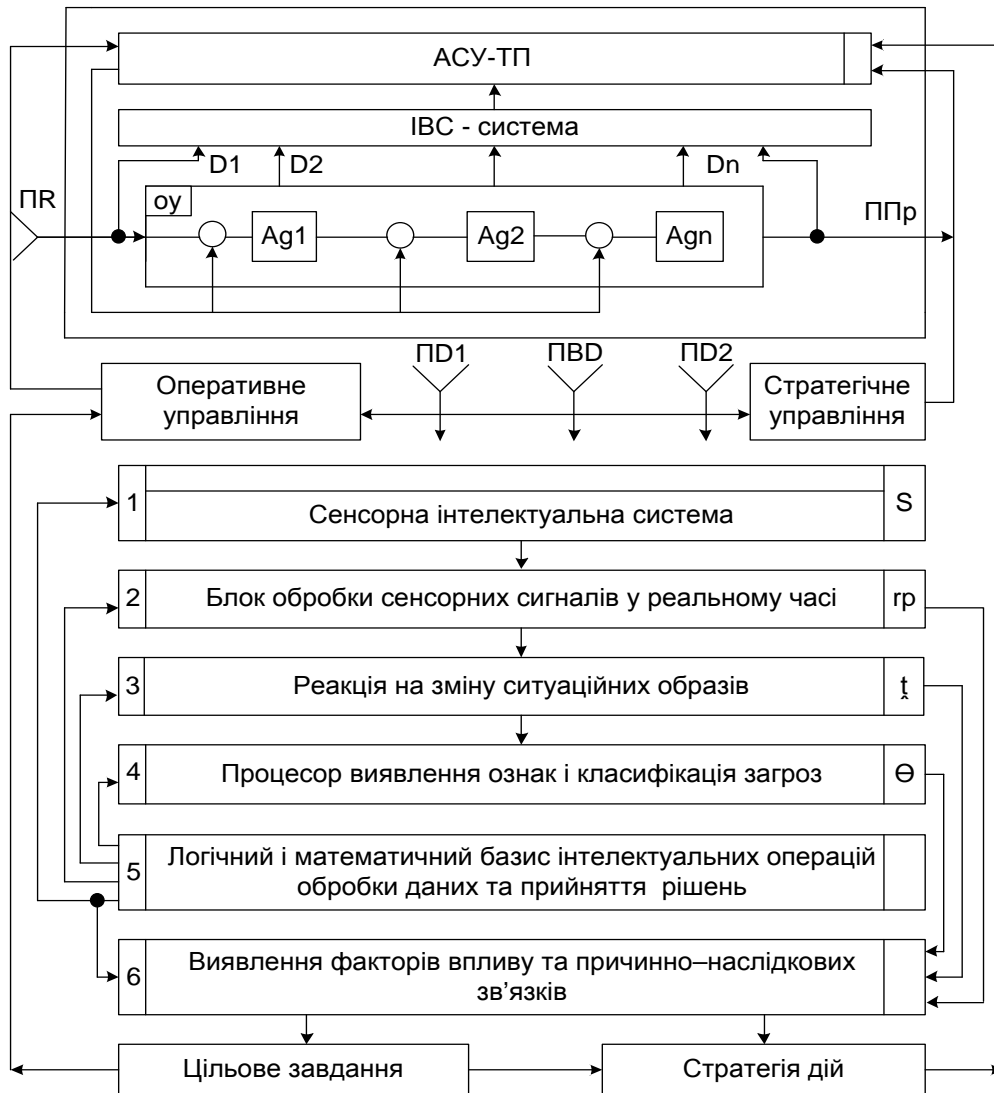 АСУ-ТП
ІВС - система
D1
D2
Dn
ПR
оу
ППр
Ag1
Ag2
Agn
ПD1
ПВD
ПD2
Оперативне
управління
Стратегічне
управління
1
S
Сенсорна інтелектуальна система
2
Блок обробки сенсорних сигналів у реальному часі
rp
3
Реакція на зміну ситуаційних образів
4
Процесор виявлення ознак і класифікація загроз
Ө
5
Логічний і математичний базис інтелектуальних операцій
обробки даних та прийняття рішень
6
Виявлення факторів впливу та причинно–наслідкових
зв’язків
Цільове завдання
Стратегія дій